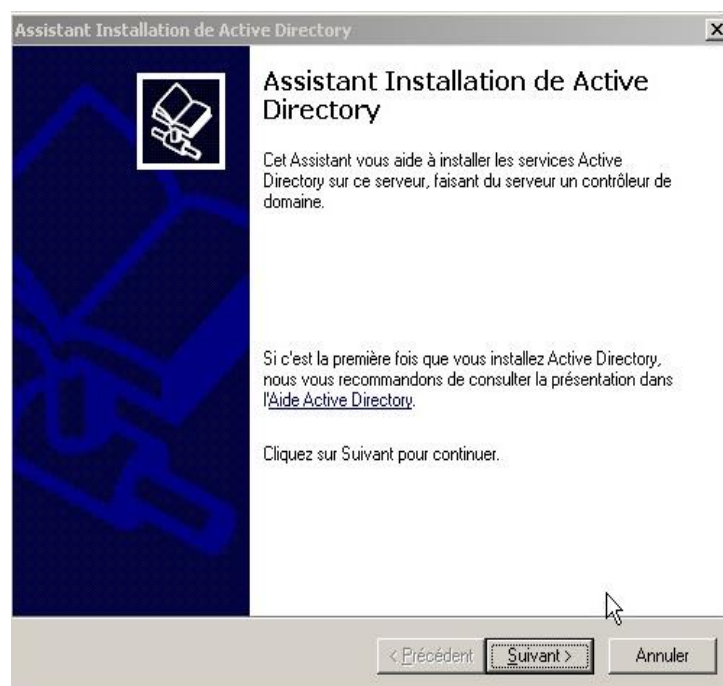 Assistant Installation de Active Directory
Assistant Installation de Active
Directory
Cet Assistant vous aide à installer les services Active
Directory sur ce serveur, faisant du serveur un contrôleur de
domaine.
Si c'est la première fois que vous installez Active Directory,
nous vous recommandons de consulter la présentation dans
l'Aide Active Directory.
Cliquez sur Suivant pour continuer.
< Précédent Suivant > Annuler